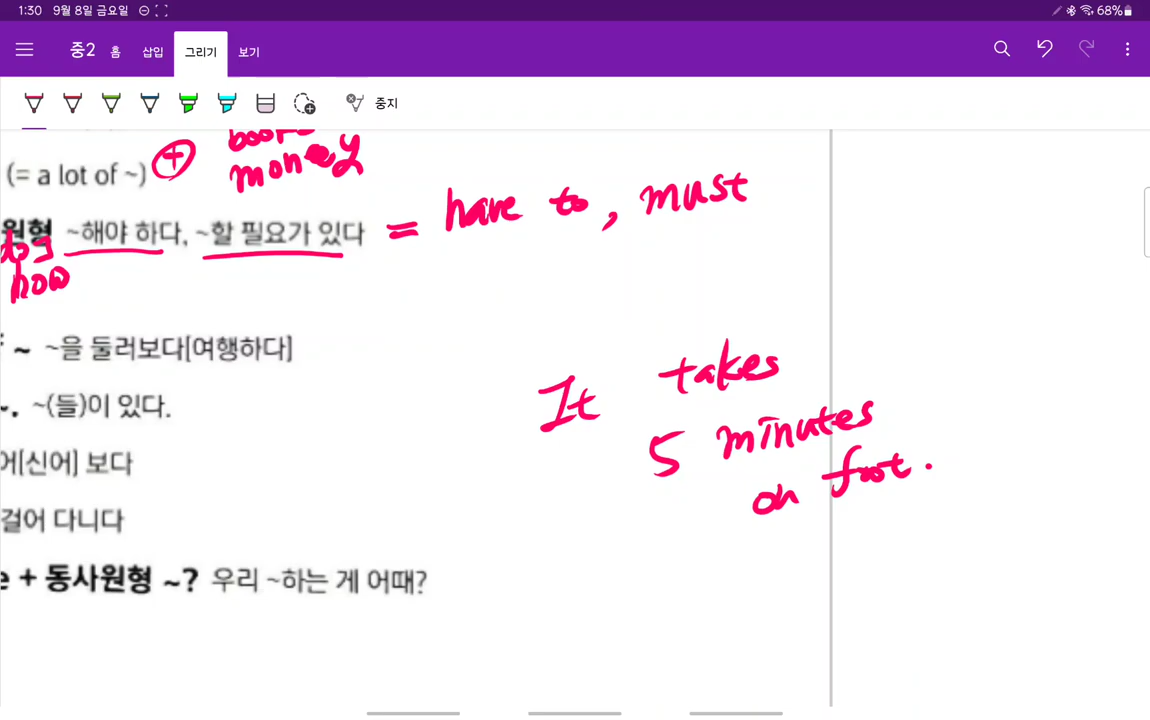 1:30 9월 8일 금요일 68%
중2 홈 삽입 그리기 보기
중지
(= a lot of ~) + money
원형 ~해야 하다, ~할 필요가 있다 = have to, must
how
~ ~을 둘러보다[여행하다]
~. ~(들)이 있다.
어[신어] 보다
걸어 다니다
e + 동사원형 ~? 우리 ~하는 게 어때?
It takes
5 minutes
on foot.